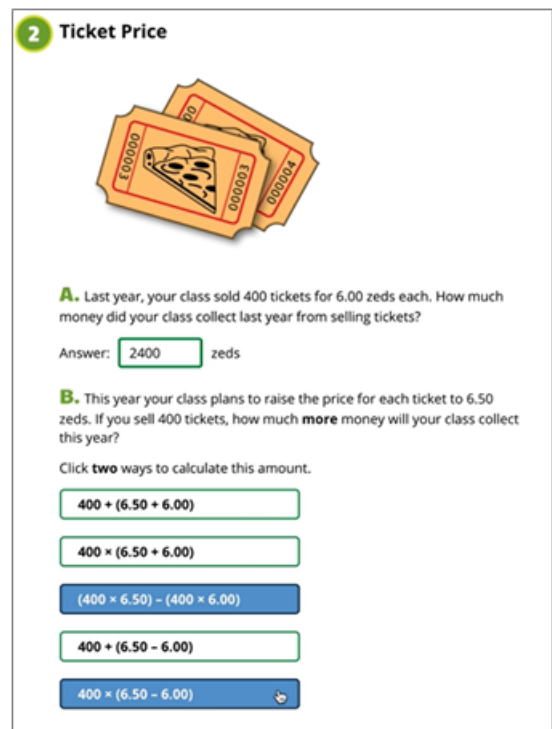 2 Ticket Price
000003
000003
00
000004
A. Last year, your class sold 400 tickets for 6.00 zeds each. How much
money did your class collect last year from selling tickets?
Answer: 2400 zeds
B. This year your class plans to raise the price for each ticket to 6.50
zeds. If you sell 400 tickets, how much more money will your class collect
this year?
Click two ways to calculate this amount.
400 + (6.50 + 6.00)
400 × (6.50 + 6.00)
(400 × 6.50) – (400 × 6.00)
400 + (6.50 – 6.00)
400 × (6.50 – 6.00)